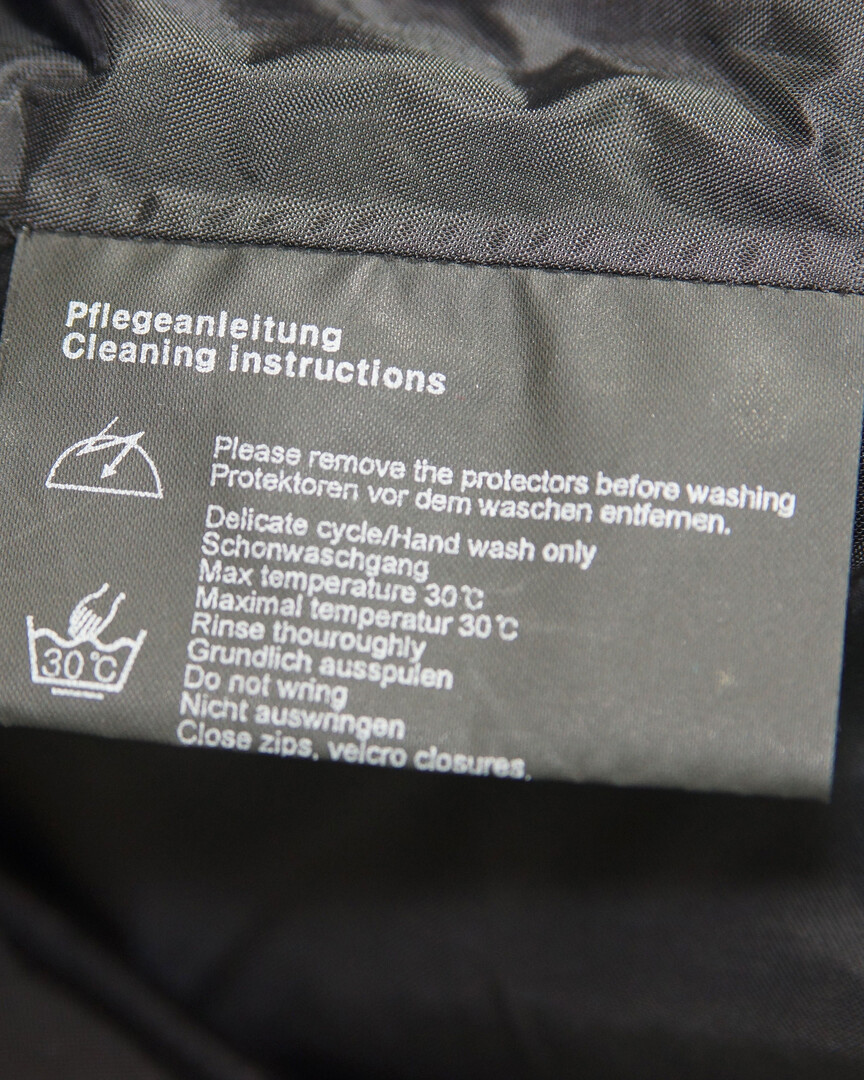 Pflegeanleitung
Cleaning instructions
Please remove the protectors before washing
Protektoren vor dem waschen entfernen.
Delicate cycle/Hand wash only
Schonwaschgang
Max temperature 30℃
Maximal temperatur 30℃
Rinse thouroughly
Grundlich ausspulen
Do not wring
Nicht auswringen
Close zips, velcro closures,
30℃